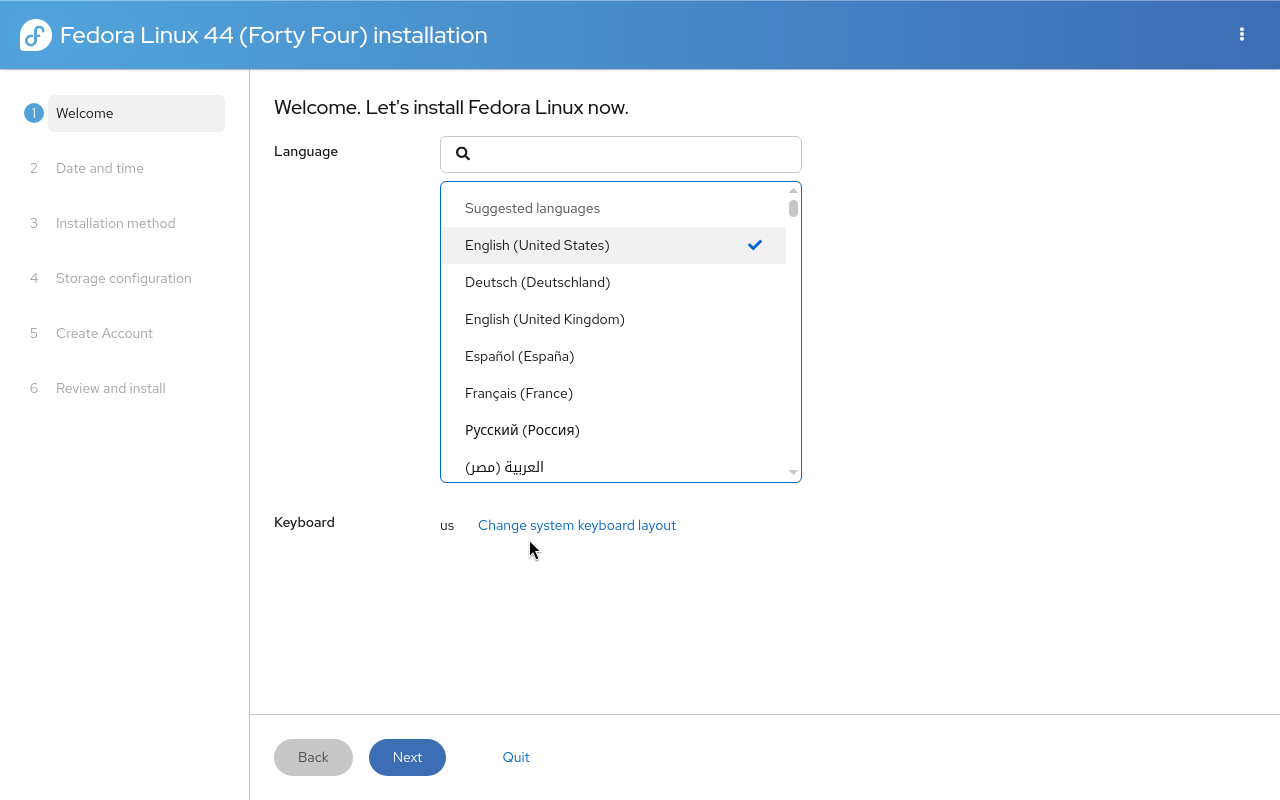 Fedora Linux 44 (Forty Four) installation
1 Welcome
2 Date and time
3 Installation method
4 Storage configuration
5 Create Account
6 Review and install
Welcome. Let's install Fedora Linux now.
Language
Suggested languages
English (United States)
Deutsch (Deutschland)
English (United Kingdom)
Español (España)
Français (France)
Русский (Россия)
العربية (مصر)
Keyboard us Change system keyboard layout
Back Next Quit